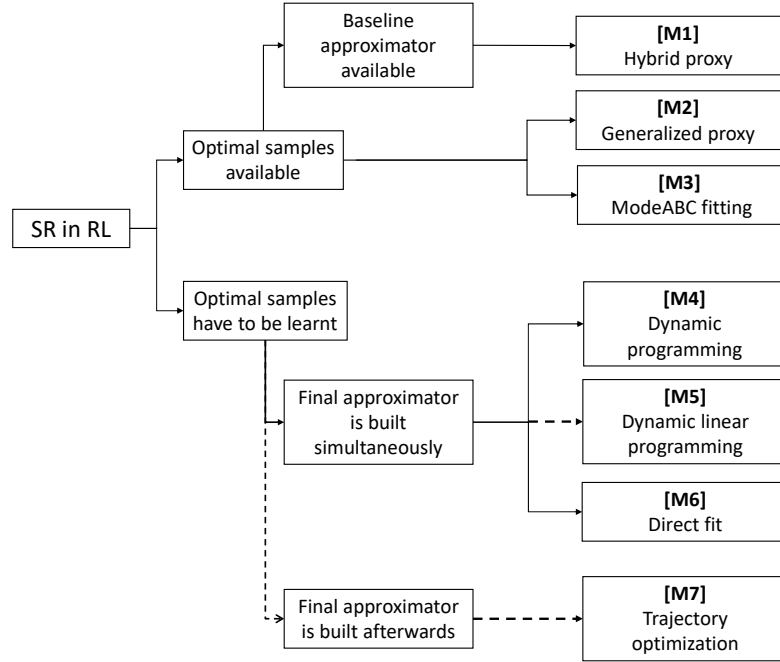 Baseline
approximator
available
[M1]
Hybrid proxy
Optimal samples
available
[M2]
Generalized proxy
[M3]
ModeABC fitting
SR in RL
Optimal samples
have to be learnt
[M4]
Dynamic
programming
Final approximator
is built
simultaneously
[M5]
Dynamic linear
programming
[M6]
Direct fit
Final approximator
is built afterwards
[M7]
Trajectory
optimization